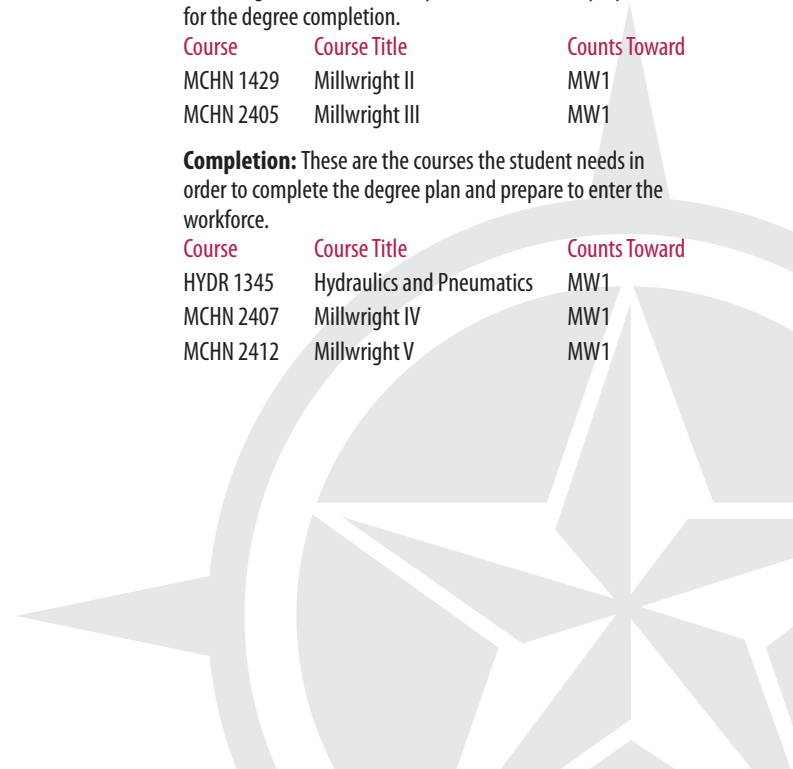 for the degree completion.
Course Course Title Counts Toward
MCHN 1429 Millwright II MW1
MCHN 2405 Millwright III MW1
Completion: These are the courses the student needs in
order to complete the degree plan and prepare to enter the
workforce.
Course Course Title Counts Toward
HYDR 1345 Hydraulics and Pneumatics MW1
MCHN 2407 Millwright IV MW1
MCHN 2412 Millwright V MW1